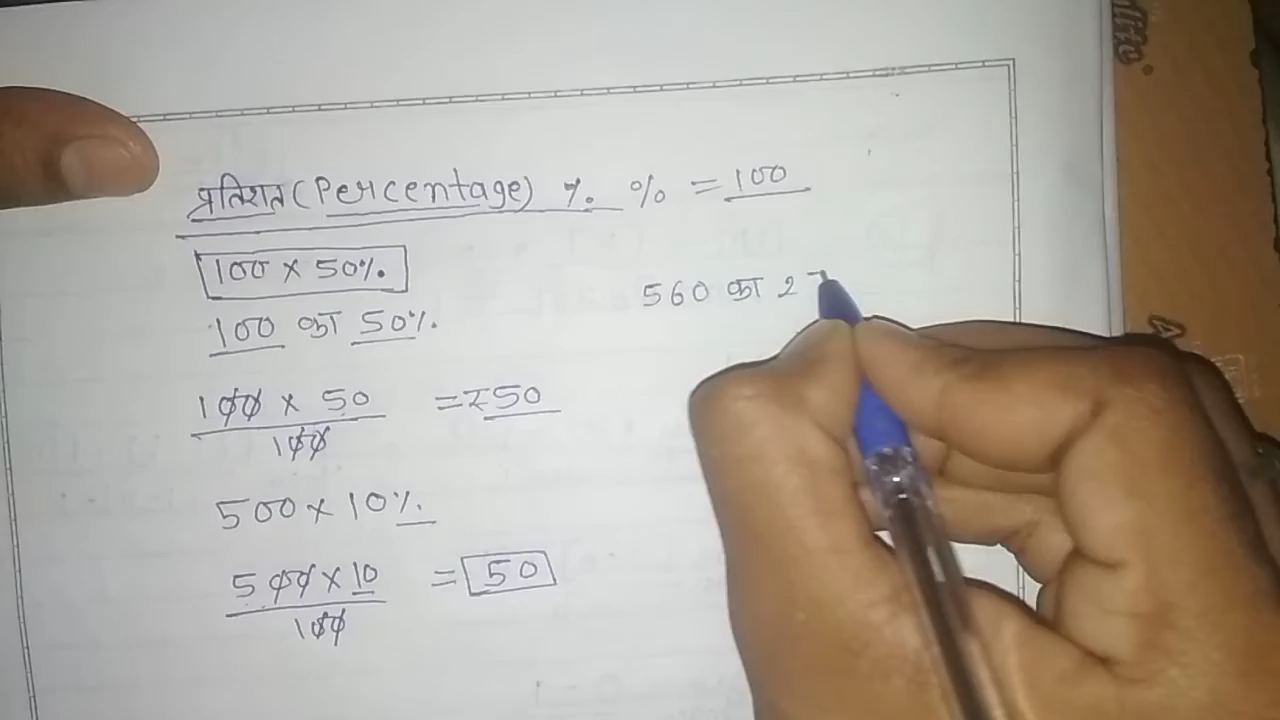 प्रतिशत (Percentage) % % = 100
100 × 50%
100 का 50%
100 × 50 = ₹50
100
500 × 10%
500 × 10 = 50
100
560 का 2